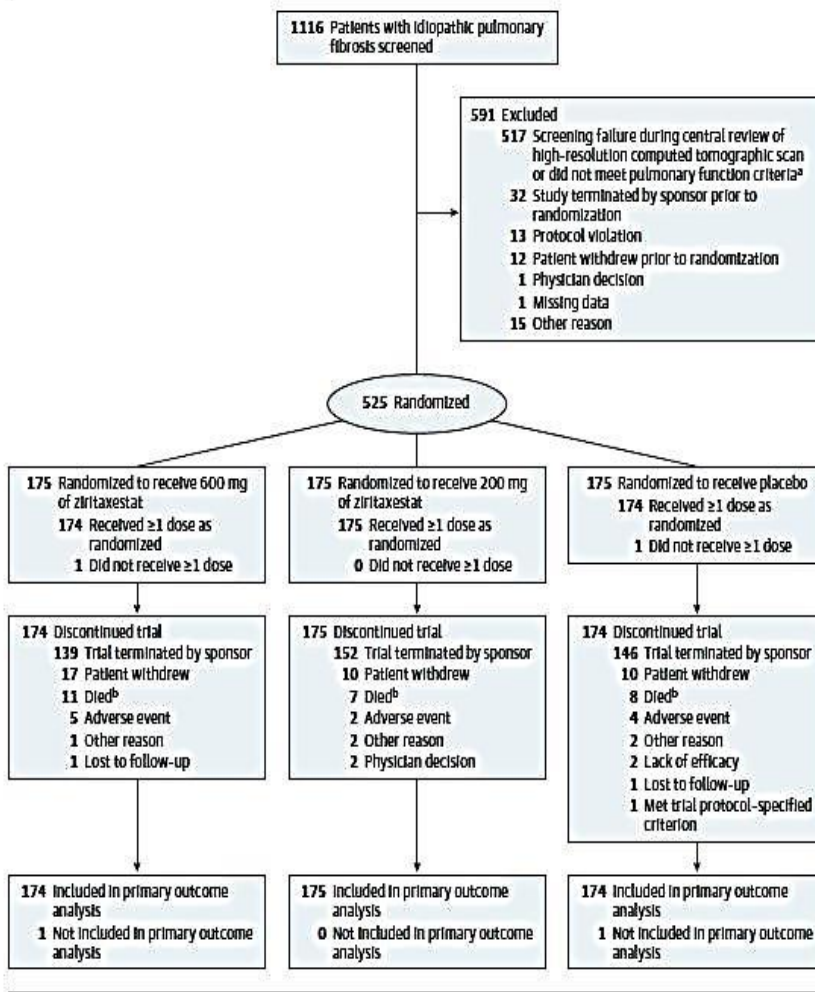 1116 Patients with idiopathic pulmonary
fibrosis screened
591 Excluded
517 Screening failure during central review of
high-resolution computed tomographic scan
or did not meet pulmonary function criteriaᵃ
32 Study terminated by sponsor prior to
randomization
13 Protocol violation
12 Patient withdrew prior to randomization
1 Physician decision
1 Missing data
15 Other reason
525 Randomized
175 Randomized to receive 600 mg
of ziritaxestat
174 Received ≥1 dose as
randomized
1 Did not receive ≥1 dose
175 Randomized to receive 200 mg
of ziritaxestat
175 Received ≥1 dose as
randomized
0 Did not receive ≥1 dose
175 Randomized to receive placebo
174 Received ≥1 dose as
randomized
1 Did not receive ≥1 dose
174 Discontinued trial
139 Trial terminated by sponsor
17 Patient withdrew
11 Diedᵇ
5 Adverse event
1 Other reason
1 Lost to follow-up
175 Discontinued trial
152 Trial terminated by sponsor
10 Patient withdrew
7 Diedᵇ
2 Adverse event
2 Other reason
2 Physician decision
174 Discontinued trial
146 Trial terminated by sponsor
10 Patient withdrew
8 Diedᵇ
4 Adverse event
2 Other reason
2 Lack of efficacy
1 Lost to follow-up
1 Met trial protocol-specified
criterion
174 Included in primary outcome
analysis
1 Not included in primary outcome
analysis
175 Included in primary outcome
analysis
0 Not included in primary outcome
analysis
174 Included in primary outcome
analysis
1 Not included in primary outcome
analysis